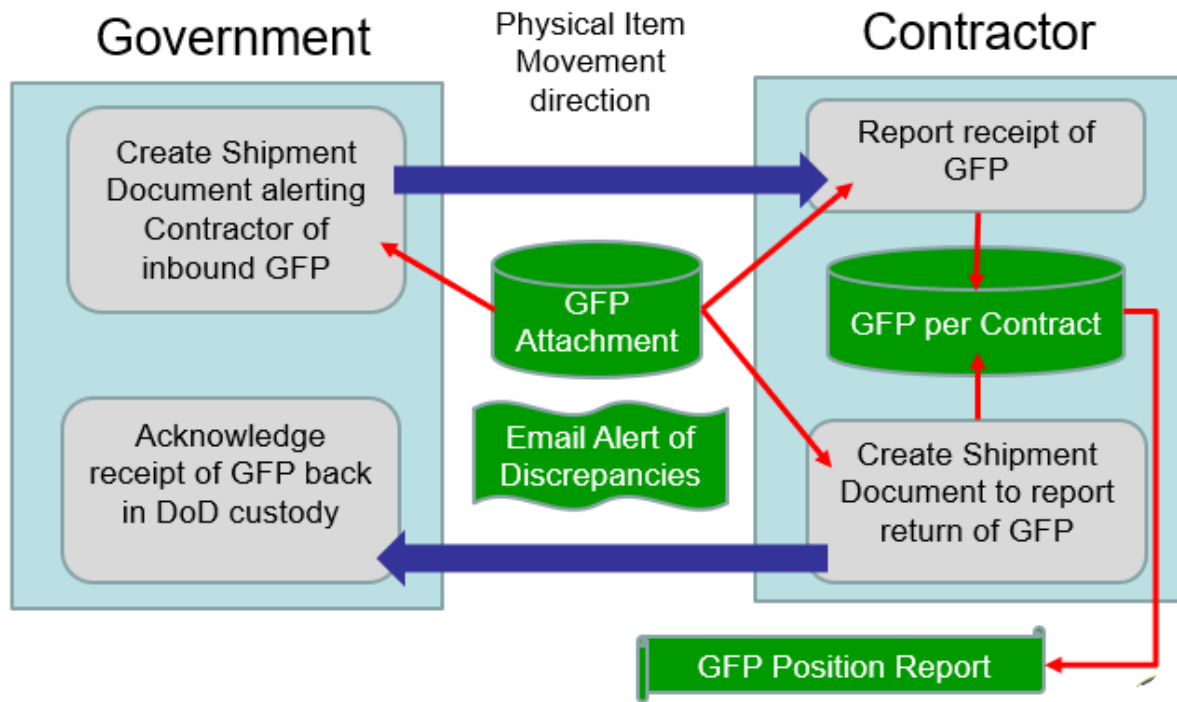 Government
Physical Item
Movement
direction
Contractor
Create Shipment
Document alerting
Contractor of
inbound GFP
Report receipt of
GFP
GFP
Attachment
GFP per Contract
Acknowledge
receipt of GFP back
in DoD custody
Email Alert of
Discrepancies
Create Shipment
Document to report
return of GFP
GFP Position Report